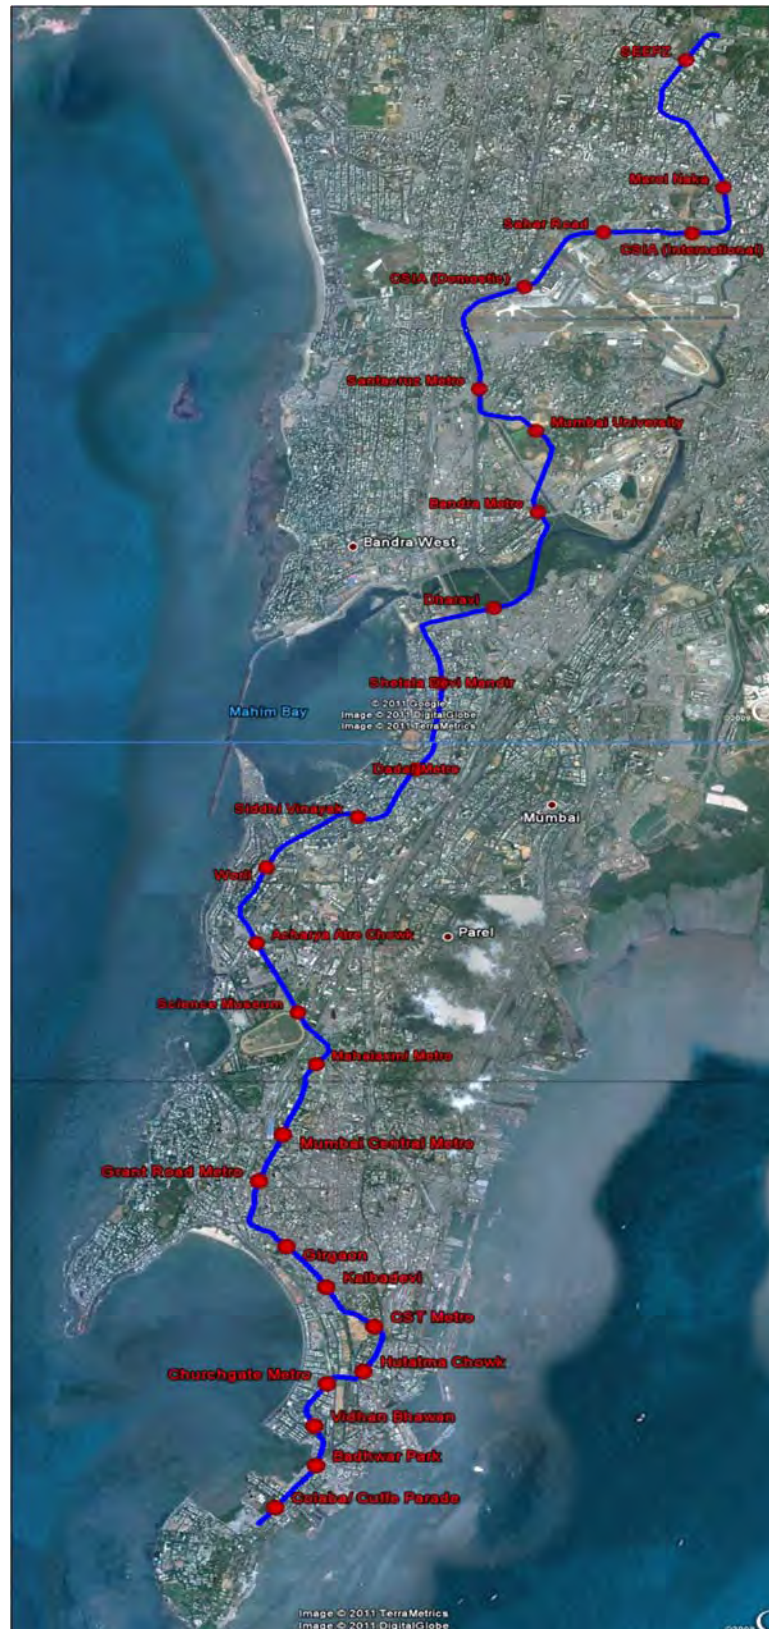 SEEPZ
Marol Naka
Sahar Road
CSIA (International)
CSIA (Domestic)
Santacruz Metro
Mumbai University
Bandra Metro
Bandra West
Dharavi
Shetala Devi Mandir
© 2011 Google
Mahim Bay
Image © 2011 DigitalGlobe
Image © 2011 TerraMetrics
Dadar Metro
Siddhi Vinayak
Mumbai
Worli
Acharya Atre Chowk
Parel
Science Museum
Mahalaxmi Metro
Mumbai Central Metro
Grant Road Metro
Girgaon
Kalbadevi
CST Metro
Hutatma Chowk
Churchgate Metro
Vidhan Bhawan
Badhwar Park
Colaba/ Cuffe Parade
Image © 2011 TerraMetrics
Image © 2011 DigitalGlobe